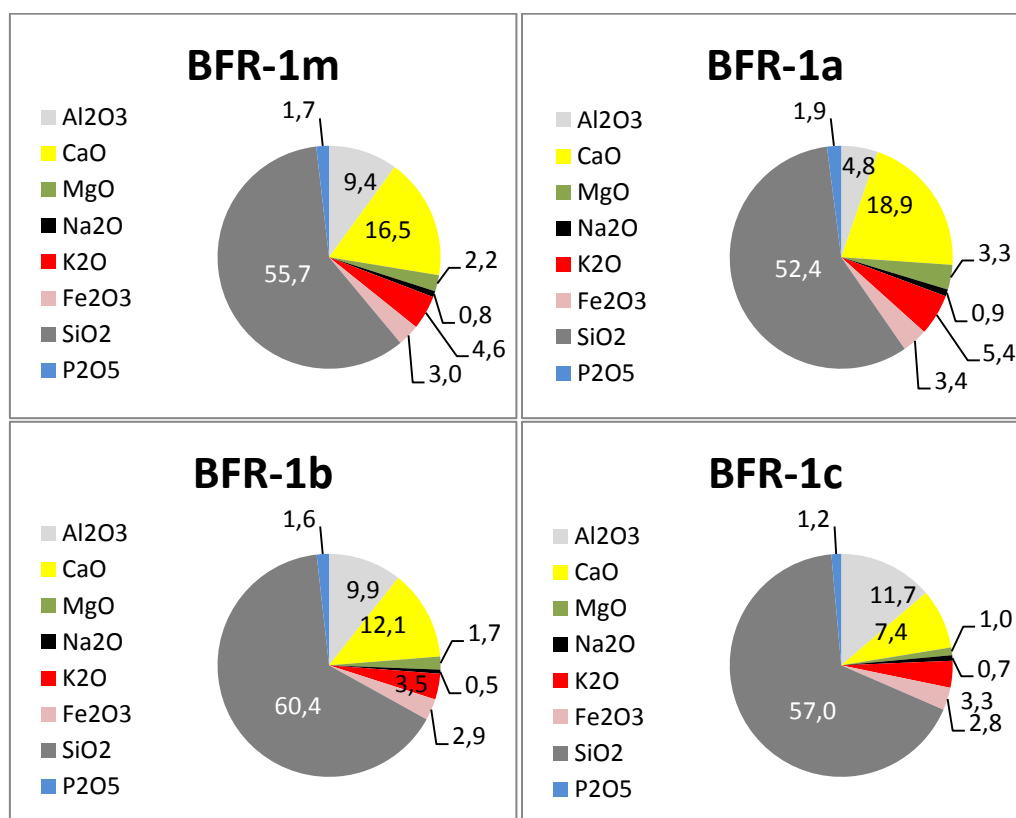 BFR-1m
Al2O3
CaO
MgO
Na2O
K2O
Fe2O3
SiO2
P2O5
1,7
9,4
16,5
2,2
0,8
4,6
3,0
55,7
BFR-1a
Al2O3
CaO
MgO
Na2O
K2O
Fe2O3
SiO2
P2O5
1,9
4,8
18,9
3,3
0,9
5,4
3,4
52,4
BFR-1b
Al2O3
CaO
MgO
Na2O
K2O
Fe2O3
SiO2
P2O5
1,6
9,9
12,1
1,7
0,5
3,5
2,9
60,4
BFR-1c
Al2O3
CaO
MgO
Na2O
K2O
Fe2O3
SiO2
P2O5
1,2
11,7
7,4
1,0
0,7
3,3
2,8
57,0